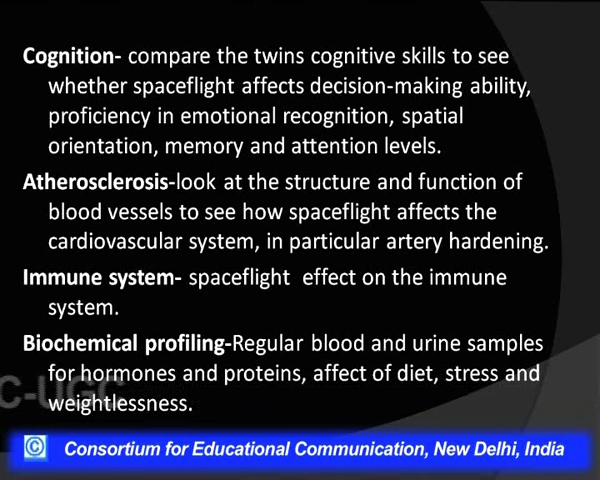 Cognition- compare the twins cognitive skills to see
whether spaceflight affects decision-making ability,
proficiency in emotional recognition, spatial
orientation, memory and attention levels.
Atherosclerosis-look at the structure and function of
blood vessels to see how spaceflight affects the
cardiovascular system, in particular artery hardening.
Immune system- spaceflight effect on the immune
system.
Biochemical profiling-Regular blood and urine samples
for hormones and proteins, affect of diet, stress and
weightlessness.
C-UGC
© Consortium for Educational Communication, New Delhi, India